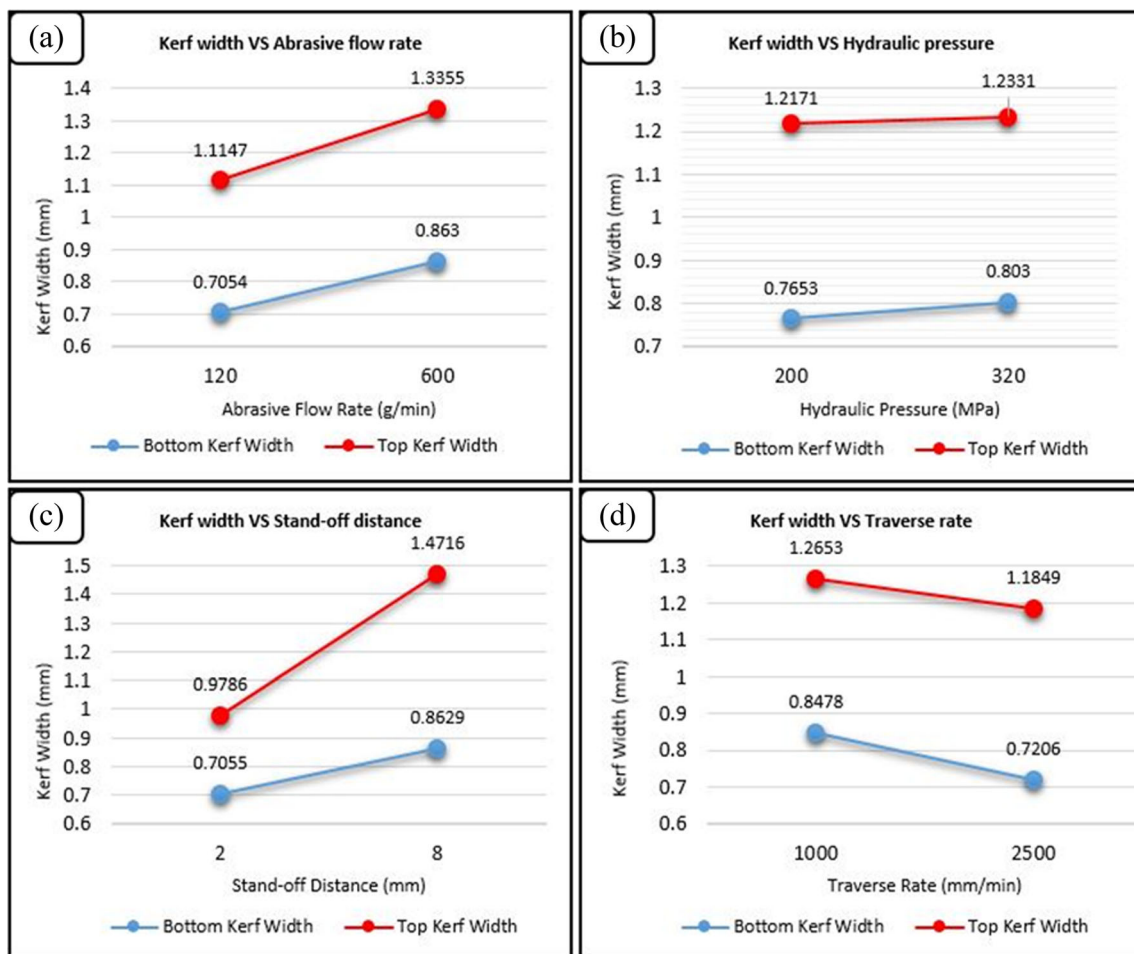 (a)
Kerf width VS Abrasive flow rate
1.4
1.3
1.2
1.1
1
0.9
0.8
0.7
0.6
Kerf Width (mm)
1.1147
1.3355
0.7054
0.863
120
600
Abrasive Flow Rate (g/min)
Bottom Kerf Width
Top Kerf Width
(b)
Kerf width VS Hydraulic pressure
1.3
1.2
1.1
1
0.9
0.8
0.7
Kerf Width (mm)
1.2171
1.2331
0.7653
0.803
200
320
Hydraulic Pressure (MPa)
Bottom Kerf Width
Top Kerf Width
(c)
Kerf width VS Stand-off distance
1.5
1.4
1.3
1.2
1.1
1
0.9
0.8
0.7
0.6
Kerf Width (mm)
0.9786
1.4716
0.7055
0.8629
2
8
Stand-off Distance (mm)
Bottom Kerf Width
Top Kerf Width
(d)
Kerf width VS Traverse rate
1.3
1.2
1.1
1
0.9
0.8
0.7
0.6
Kerf Width (mm)
1.2653
1.1849
0.8478
0.7206
1000
2500
Traverse Rate (mm/min)
Bottom Kerf Width
Top Kerf Width